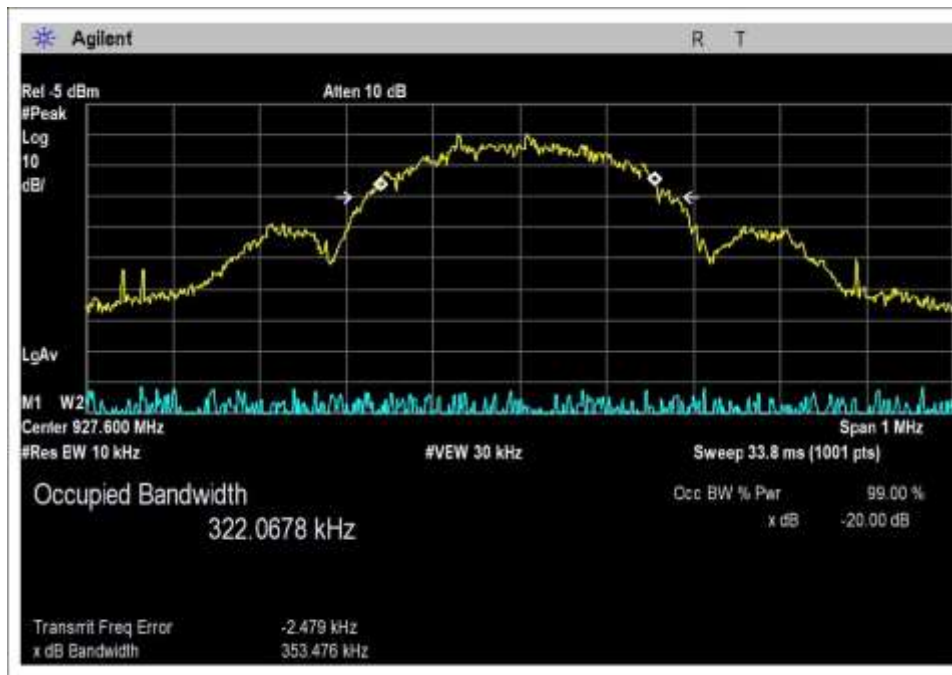 Agilent R T
Ref -5 dBm Atten 10 dB
#Peak
Log
10
dB/
LgAv
M1 W2
Center 927.600 MHz Span 1 MHz
#Res BW 10 kHz #VBW 30 kHz Sweep 33.8 ms (1001 pts)
Occupied Bandwidth Occ BW % Pwr 99.00 %
322.0678 kHz x dB -20.00 dB
Transmit Freq Error -2.479 kHz
x dB Bandwidth 353.476 kHz